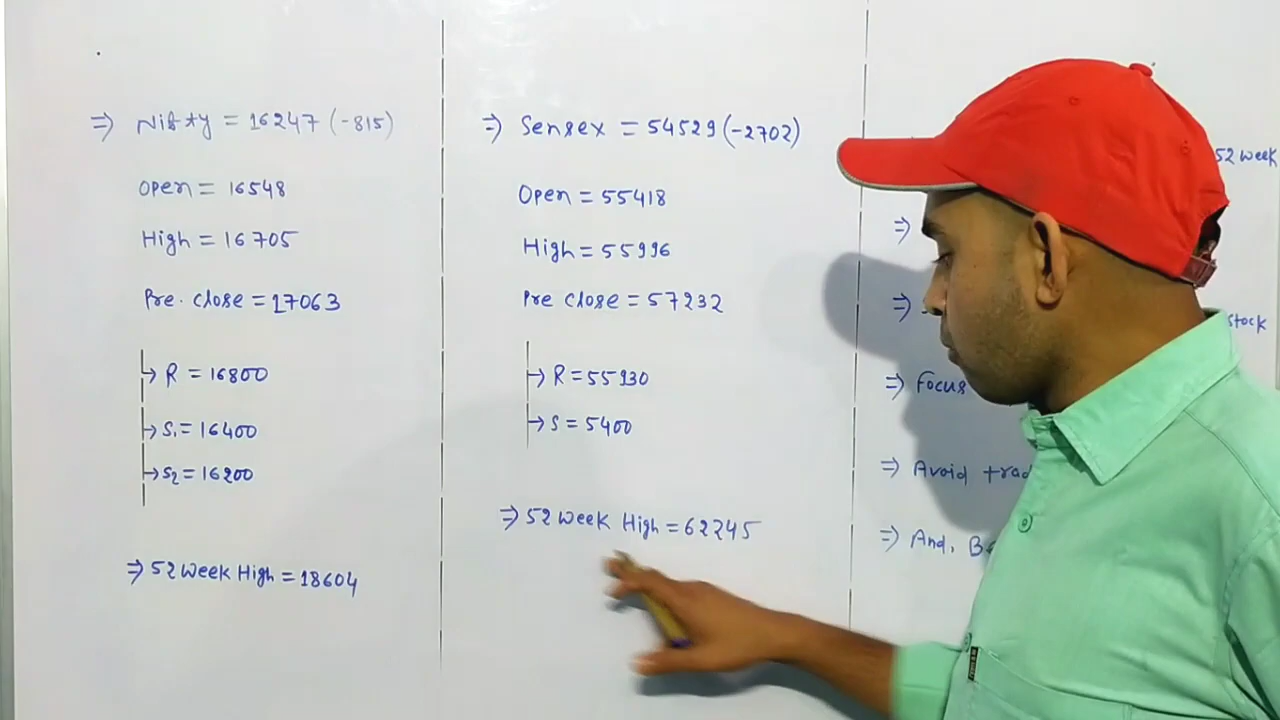 ⇒ Nifty = 16247 (-815)
Open = 16548
High = 16705
Pre. close = 17063
→ R = 16800
→ S₁ = 16400
→ S₂ = 16200
⇒ 52 week High = 18604
⇒ Sensex = 54529 (-2702)
Open = 55418
High = 55996
Pre close = 57232
→ R = 55930
→ S = 5400
⇒ 52 week High = 62245
52 week
⇒
⇒ stock
⇒ Focus
⇒ Avoid
⇒ And,